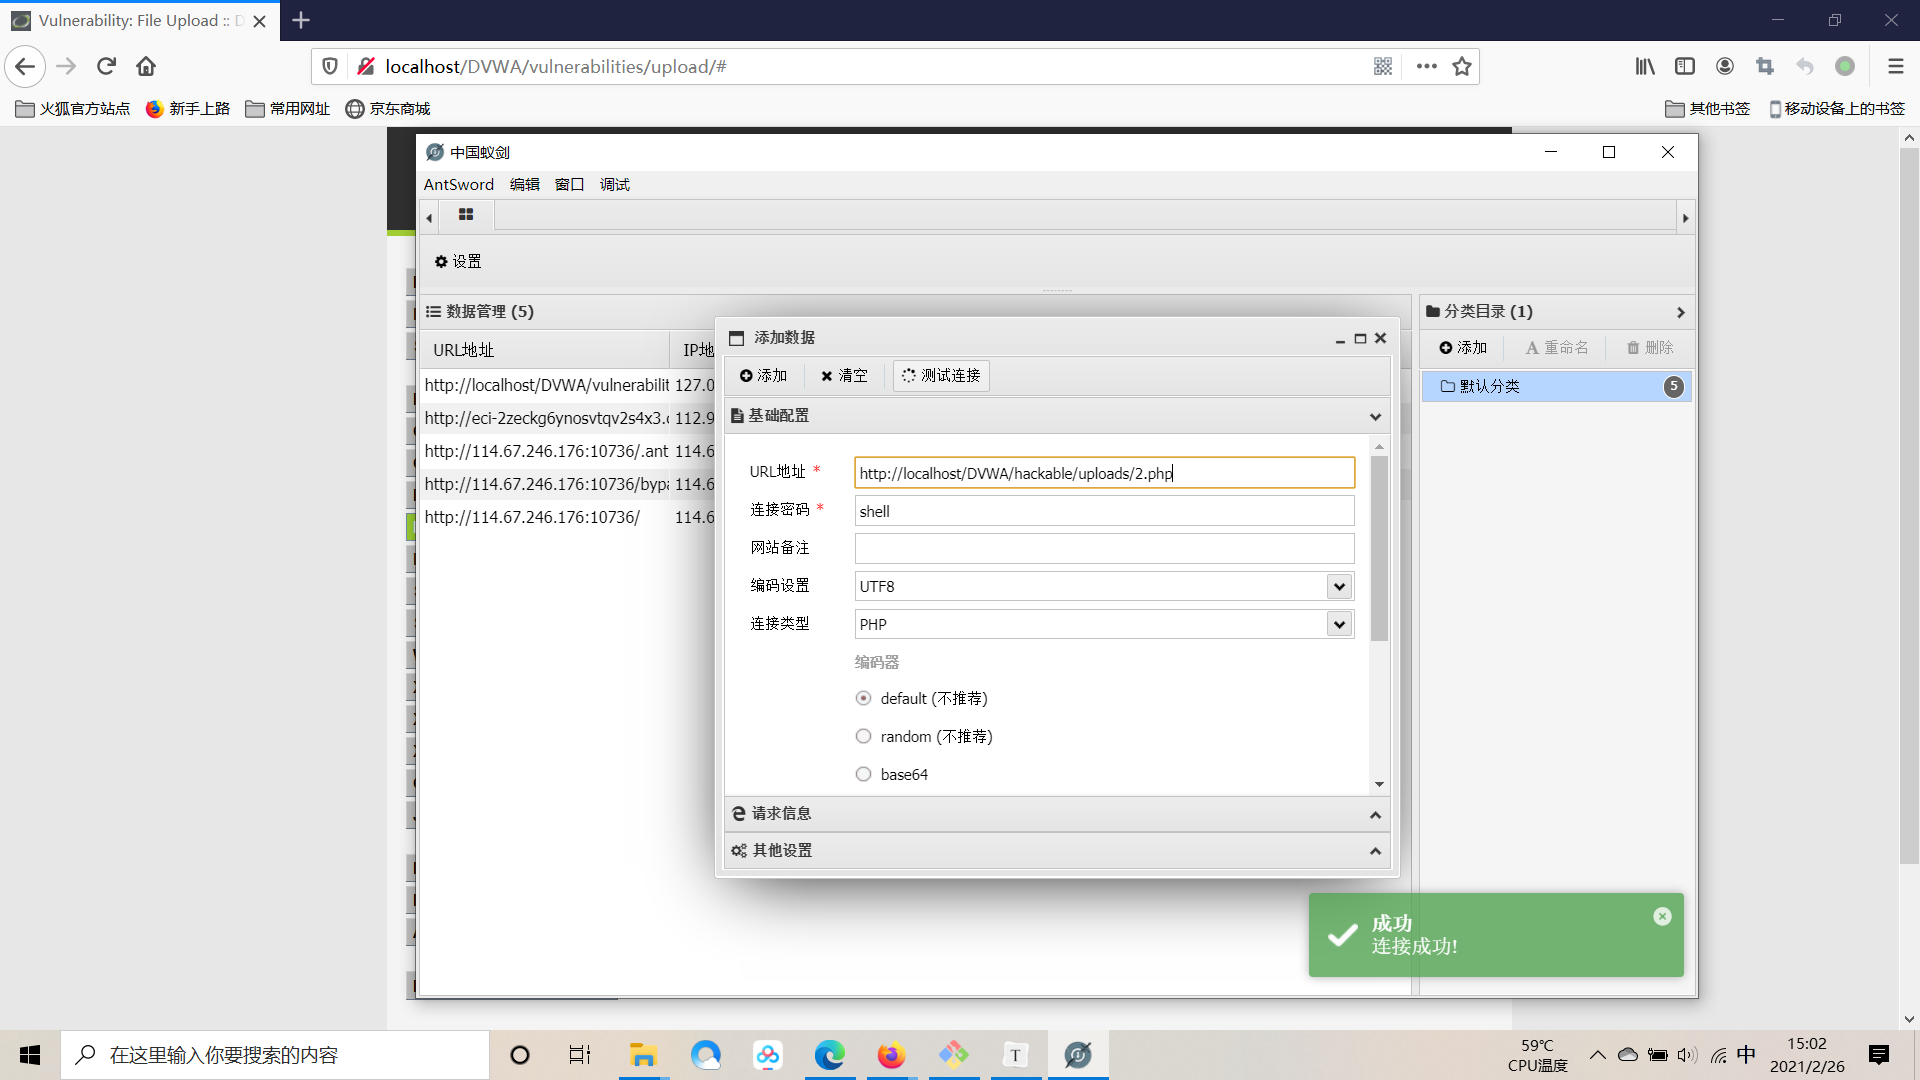 Vulnerability: File Upload :: D
localhost/DVWA/vulnerabilities/upload/#
火狐官方站点
新手上路
常用网址
京东商城
其他书签
移动设备上的书签
中国蚁剑
AntSword 编辑 窗口 调试
设置
数据管理 (5)
URL地址 IP地
http://localhost/DVWA/vulnerabilit 127.0
http://eci-2zeckg6ynosvtqv2s4x3.c 112.9
http://114.67.246.176:10736/.ant 114.6
http://114.67.246.176:10736/bypa 114.6
http://114.67.246.176:10736/ 114.6
分类目录 (1)
添加 重命名 删除
默认分类 5
添加数据
添加 清空 测试连接
基础配置
URL地址 * http://localhost/DVWA/hackable/uploads/2.php
连接密码 * shell
网站备注
编码设置 UTF8
连接类型 PHP
编码器
default (不推荐)
random (不推荐)
base64
请求信息
其他设置
成功
连接成功!
在这里输入你要搜索的内容
T
59℃
CPU温度
中
15:02
2021/2/26